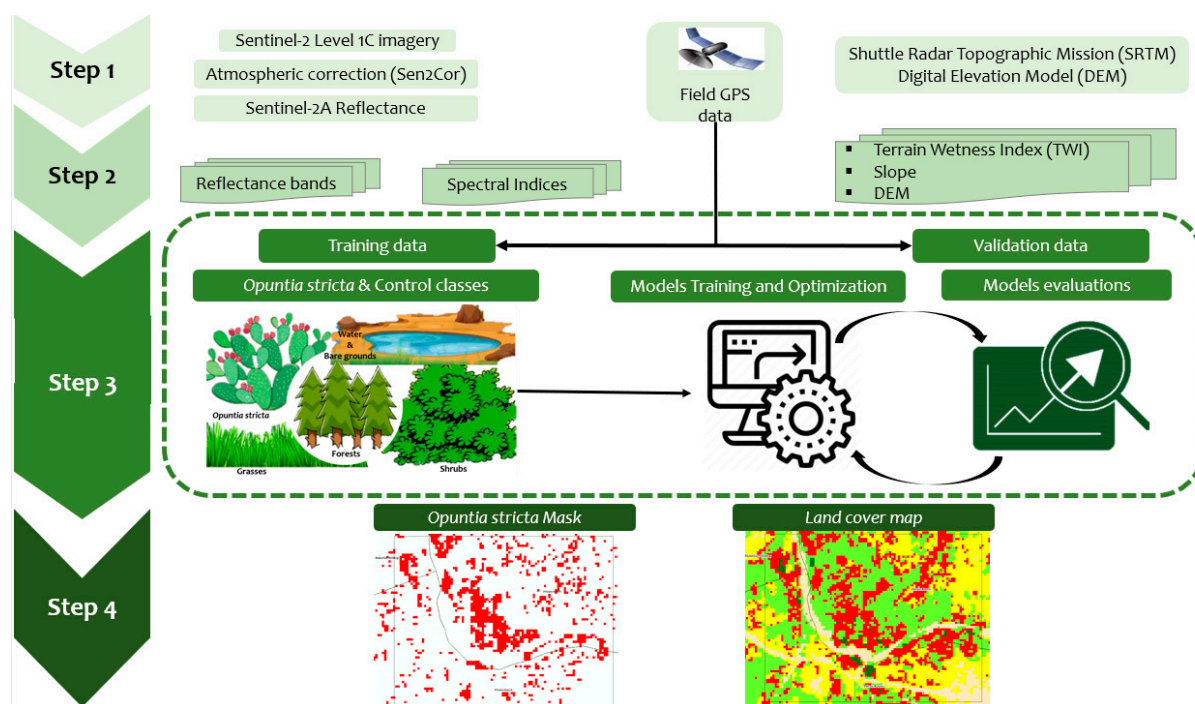 Step 1
Sentinel-2 Level 1C imagery
Atmospheric correction (Sen2Cor)
Sentinel-2A Reflectance
Field GPS
data
Shuttle Radar Topographic Mission (SRTM)
Digital Elevation Model (DEM)
Step 2
Reflectance bands
Spectral Indices
▪ Terrain Wetness Index (TWI)
▪ Slope
▪ DEM
Step 3
Training data
Validation data
Opuntia stricta & Control classes
Models Training and Optimization
Models evaluations
Water
&
Bare grounds
Opuntia stricta
Forests
Grasses
Shrubs
Step 4
Opuntia stricta Mask
Land cover map